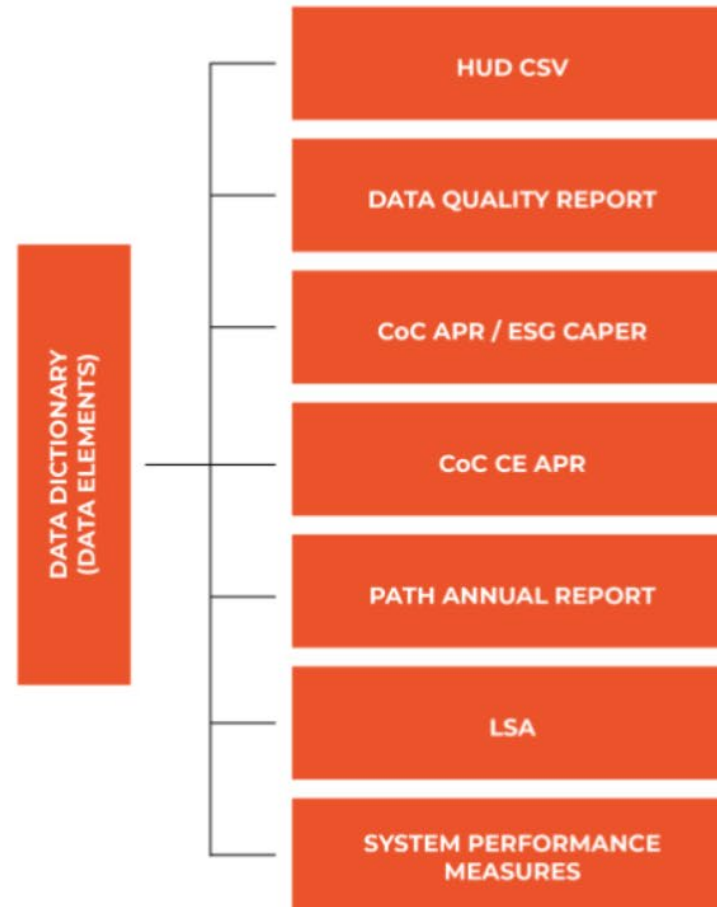 DATA DICTIONARY
(DATA ELEMENTS)
HUD CSV
DATA QUALITY REPORT
CoC APR / ESG CAPER
CoC CE APR
PATH ANNUAL REPORT
LSA
SYSTEM PERFORMANCE
MEASURES